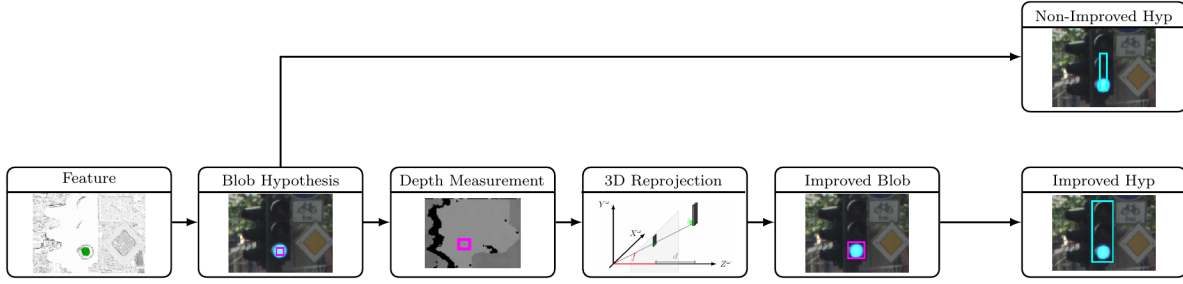 Non-Improved Hyp
Feature
Blob Hypothesis
Depth Measurement
3D Reprojection
Improved Blob
Improved Hyp
Y^ω
X^ω
f
d
Z^ω